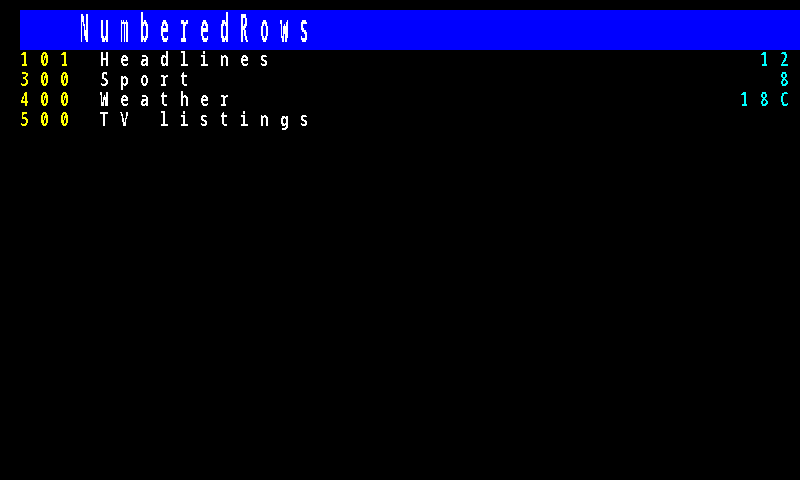 NumberedRows
101 Headlines 12
300 Sport 8
400 Weather 18C
500 TV listings